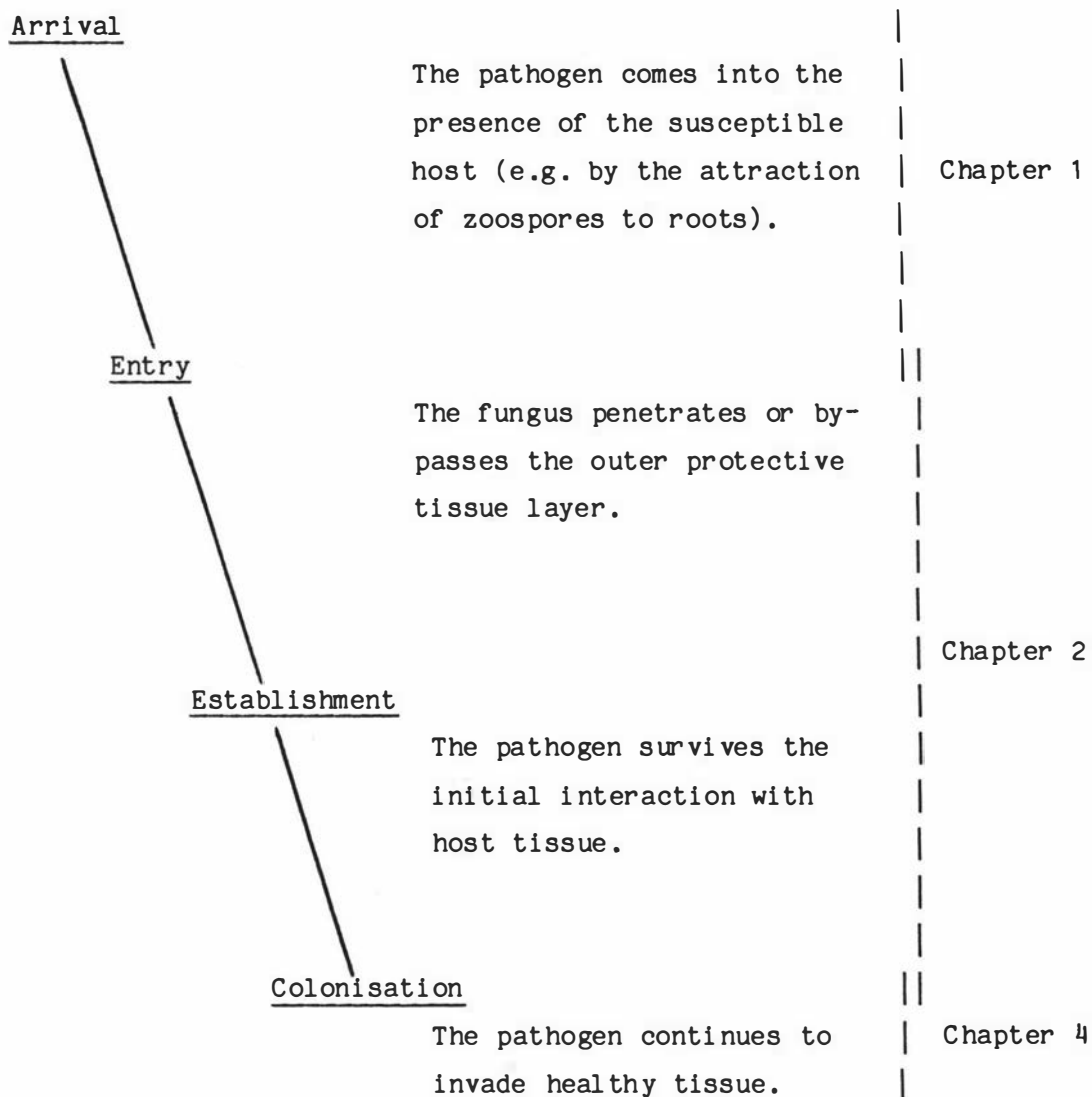 Arrival
The pathogen comes into the
presence of the susceptible
host (e.g. by the attraction
of zoospores to roots).
Chapter 1
Entry
The fungus penetrates or by-
passes the outer protective
tissue layer.
Chapter 2
Establishment
The pathogen survives the
initial interaction with
host tissue.
Colonisation
The pathogen continues to
invade healthy tissue.
Chapter 4